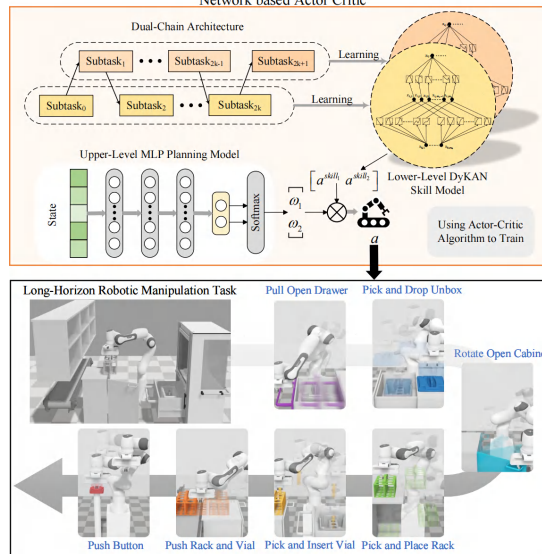 Network based Actor Critic
Dual-Chain Architecture
Subtask1
Subtask2k-1
Subtask2k+1
Learning
Subtask0
Subtask2
Subtask2k
Learning
Upper-Level MLP Planning Model
Lower-Level DyKAN
Skill Model
State
Softmax
ω1
ω2
[ a^skill1 a^skill2 ]
a
Using Actor-Critic
Algorithm to Train
Long-Horizon Robotic Manipulation Task
Pull Open Drawer
Pick and Drop Unbox
Rotate Open Cabine
Push Button
Push Rack and Vial
Pick and Insert Vial
Pick and Place Rack